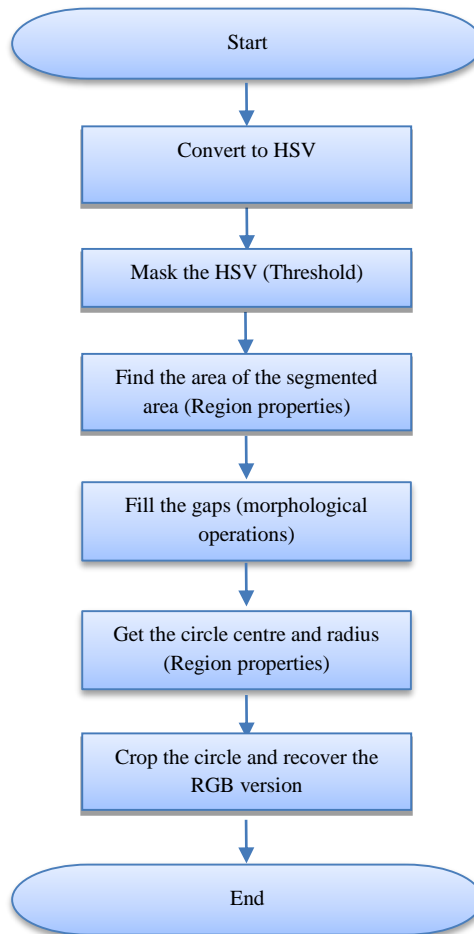 Start
Convert to HSV
Mask the HSV (Threshold)
Find the area of the segmented
area (Region properties)
Fill the gaps (morphological
operations)
Get the circle centre and radius
(Region properties)
Crop the circle and recover the
RGB version
End